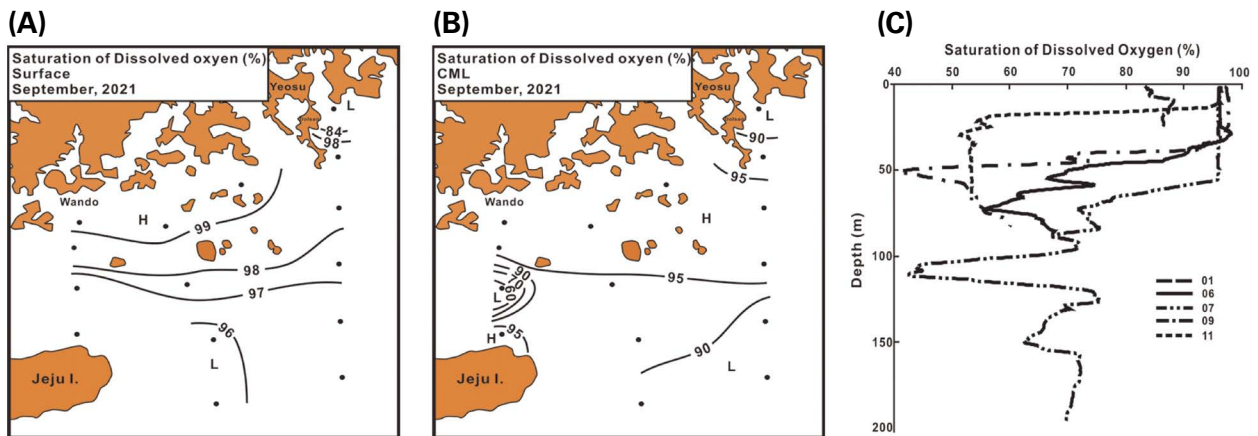 (A)
Saturation of Dissolved oxyen (%)
Surface
September, 2021
Yeosu
L
84
98
Wando
H
99
98
97
96
L
Jeju I.
(B)
Saturation of Dissolved oxyen (%)
CML
September, 2021
Yeosu
L
90
95
Wando
H
95
90
70
60
L
H
95
90
L
Jeju I.
(C)
Saturation of Dissolved Oxygen (%)
40 50 60 70 80 90 100
0
50
100
150
200
Depth (m)
01
06
07
09
11